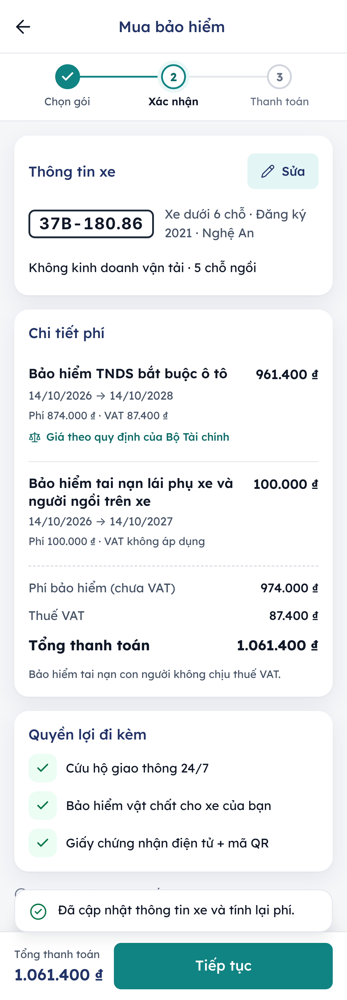 Mua bảo hiểm
2
3
Chọn gói
Xác nhận
Thanh toán
Thông tin xe
Sửa
37B-180.86
Xe dưới 6 chỗ · Đăng ký
2021 · Nghệ An
Không kinh doanh vận tải · 5 chỗ ngồi
Chi tiết phí
Bảo hiểm TNDS bắt buộc ô tô
961.400 ₫
14/10/2026 → 14/10/2028
Phí 874.000 ₫ · VAT 87.400 ₫
Giá theo quy định của Bộ Tài chính
Bảo hiểm tai nạn lái phụ xe và
người ngồi trên xe
100.000 ₫
14/10/2026 → 14/10/2027
Phí 100.000 ₫ · VAT không áp dụng
Phí bảo hiểm (chưa VAT)
974.000 ₫
Thuế VAT
87.400 ₫
Tổng thanh toán
1.061.400 ₫
Bảo hiểm tai nạn con người không chịu thuế VAT.
Quyền lợi đi kèm
Cứu hộ giao thông 24/7
Bảo hiểm vật chất cho xe của bạn
Giấy chứng nhận điện tử + mã QR
Đã cập nhật thông tin xe và tính lại phí.
Tổng thanh toán
1.061.400 ₫
Tiếp tục